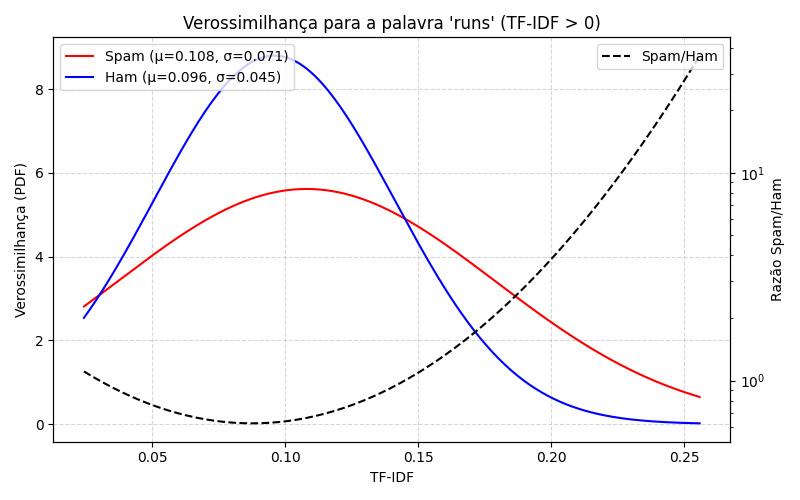 Verossimilhança para a palavra 'runs' (TF-IDF > 0)
Spam (μ=0.108, σ=0.071)
Ham (μ=0.096, σ=0.045)
Spam/Ham
Verossimilhança (PDF)
8
6
4
2
0
10¹
10⁰
Razão Spam/Ham
0.05 0.10 0.15 0.20 0.25
TF-IDF